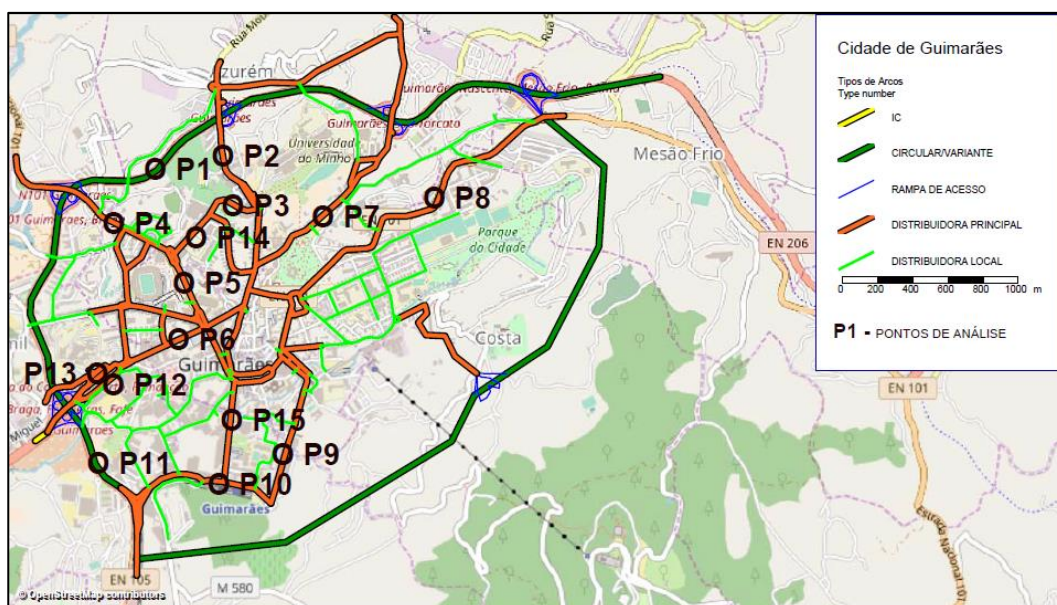 Rua Mou
Azurém
Universidade
do Minho
Mesão Frio
EN 206
P1
P2
P3
P4
P14
P7
P8
Parque
da Cidade
P5
P6
Costa
Guimarães
P13
P12
P15
P9
P11
P10
Guimarães
EN 101
EN 105
M 580
© OpenStreetMap contributors
Cidade de Guimarães
Tipos de Arcos
Type number
IC
CIRCULAR/VARIANTE
RAMPA DE ACESSO
DISTRIBUIDORA PRINCIPAL
DISTRIBUIDORA LOCAL
0 200 400 600 800 1000 m
P1 - PONTOS DE ANÁLISE